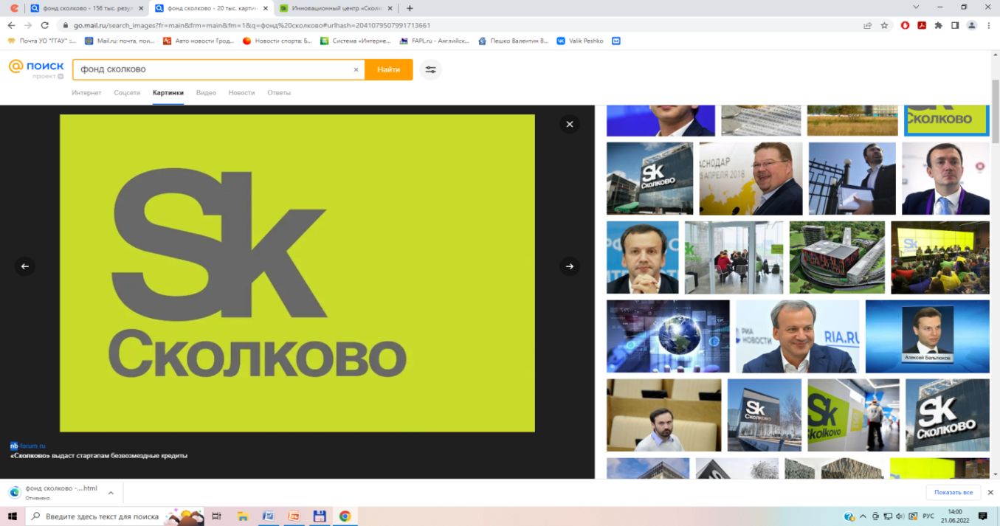 фонд сколково - 156 тыс. резул
фонд сколково - 20 тыс. картин
Инновационный центр «Сколк
go.mail.ru/search_images?fr=main&frm=main&fm=1&q=фонд%20сколково#urlhash=2041079507991713661
Почта УО "ГГАУ" ::...
Mail.ru: почта, пои...
Авто новости Грод...
Новости спорта: Б...
Система «Интерне...
FAPL.ru - Английск...
Пешко Валентин В...
Valik Peshko
ПОИСК
проект
фонд сколково
Найти
Интернет Соцсети Картинки Видео Новости Ответы
Sk
Сколково
nb-forum.ru
«Сколково» выдаст стартапам безвозмездные кредиты
Сколково
Sk
Сколково
СНОДАР
5 АПРЕЛЯ 2018
Sk
РИА
НОВОСТИ
RIA.RU
Алексей Бельтюков
Sk
Сколково
Sk
Skolkovo
Sk
Сколково
фонд сколково -....html
Отменено
Показать все
Введите здесь текст для поиска
РУС
14:00
21.06.2022